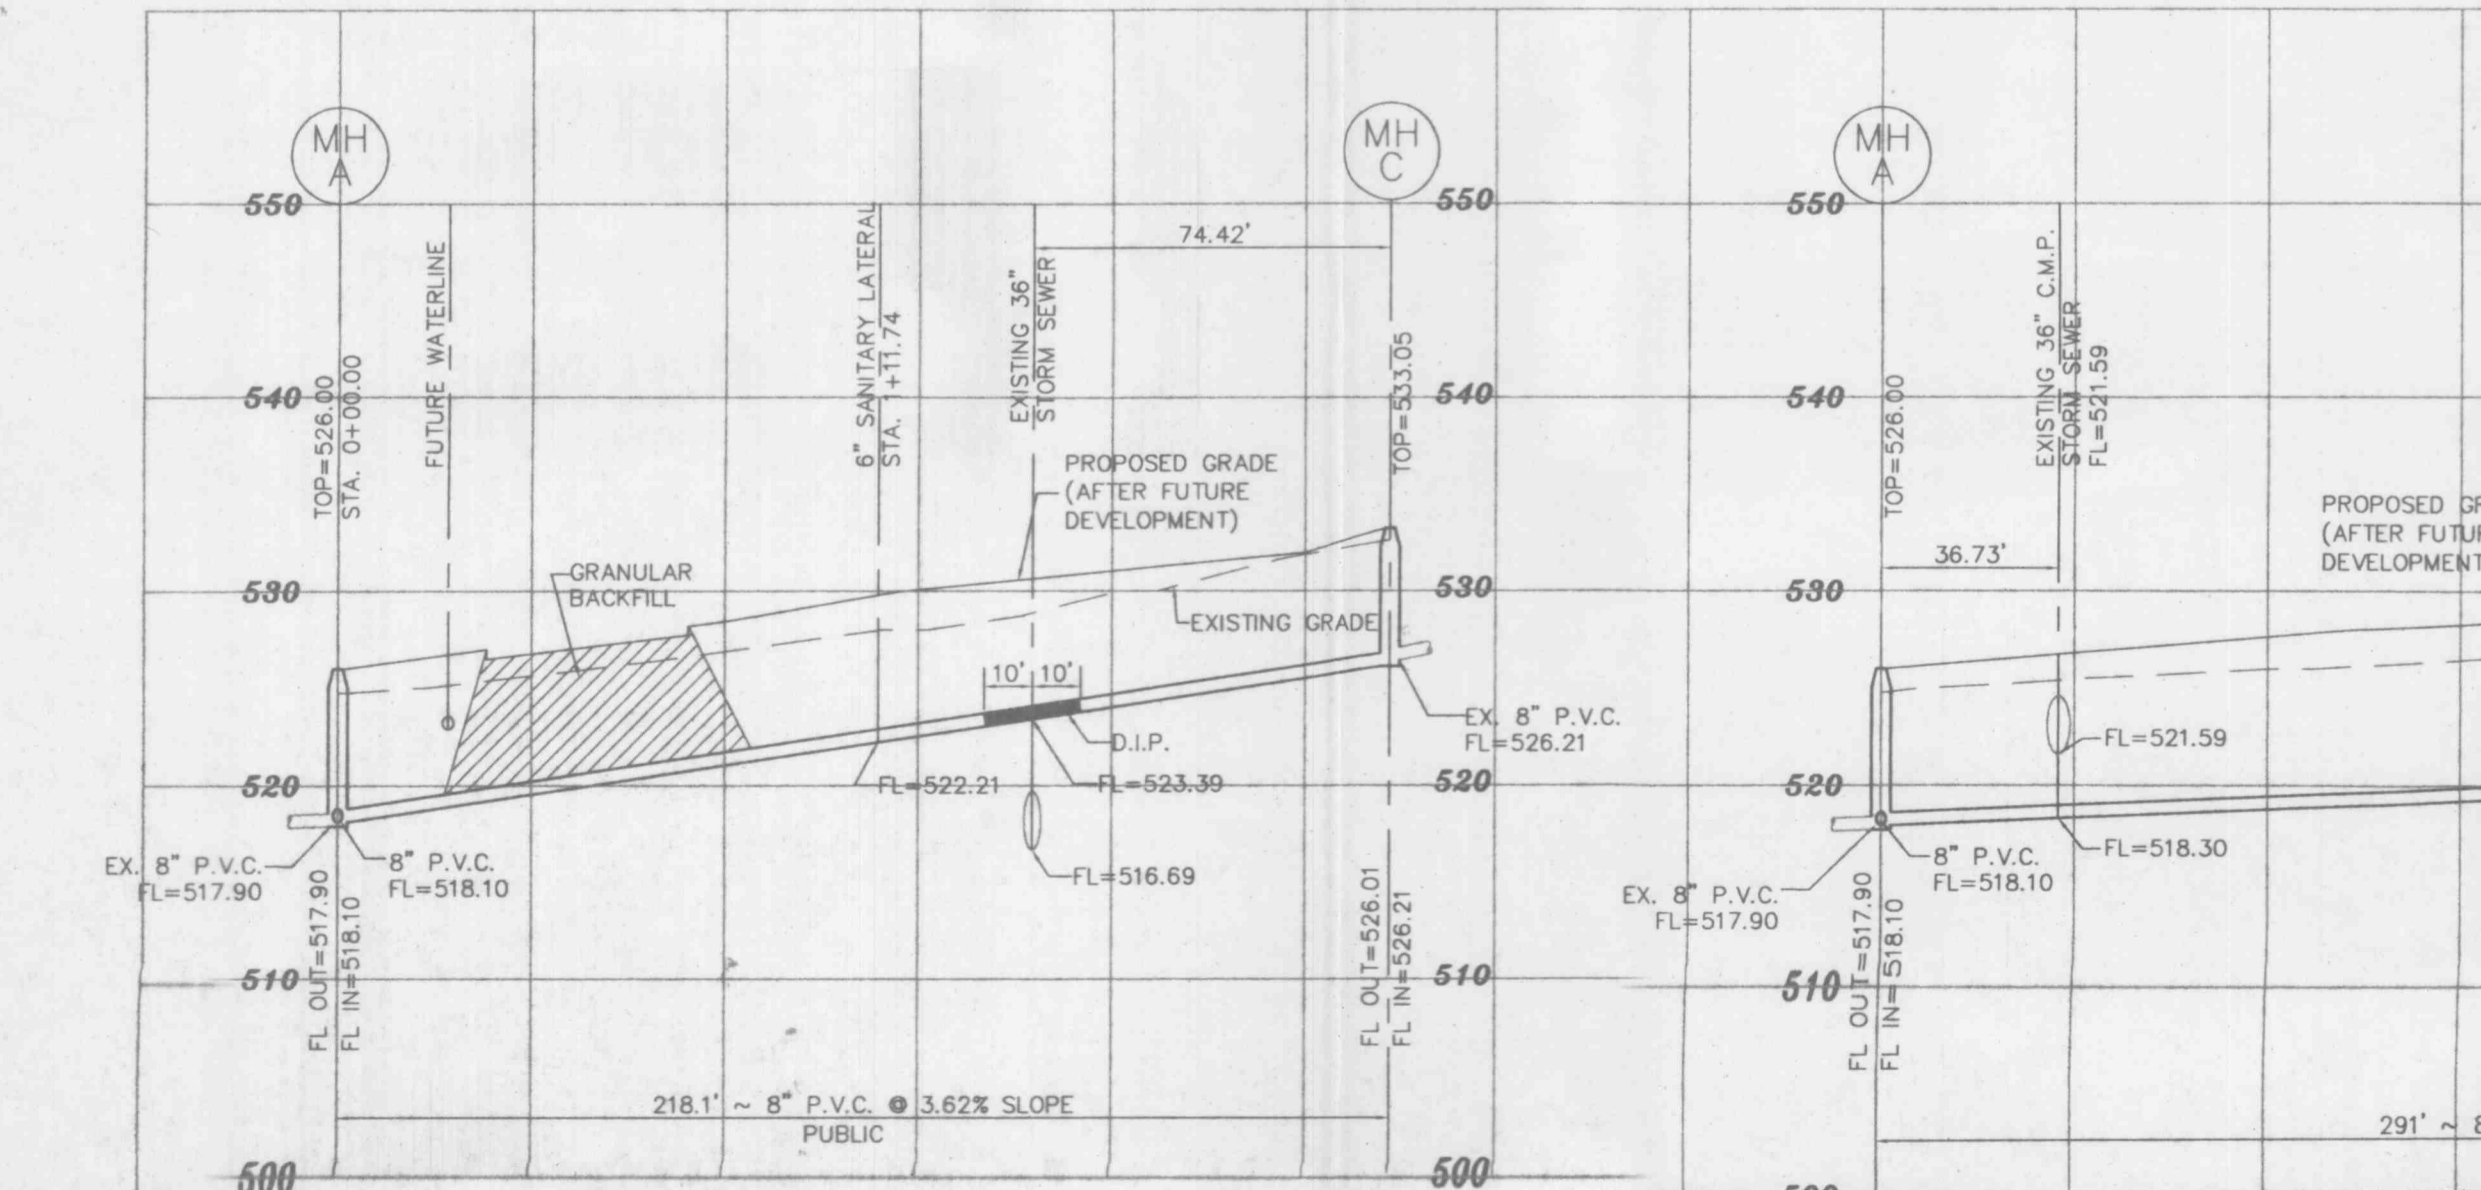 MH
A
MH
C
MH
A
550
550
550
74.42'
FUTURE WATERLINE
6" SANITARY LATERAL
STA. 1+11.74
EXISTING 36"
STORM SEWER
EXISTING 36" C.M.P.
STORM SEWER
FL=521.59
TOP=526.00
STA. 0+00.00
TOP=533.05
TOP=526.00
540
540
540
PROPOSED GRADE
(AFTER FUTURE
DEVELOPMENT)
PROPOSED GR
(AFTER FUTUR
DEVELOPMENT
36.73'
GRANULAR
BACKFILL
530
530
530
EXISTING GRADE
10' 10'
EX. 8" P.V.C.
FL=526.21
D.I.P.
FL=521.59
520
FL=522.21
FL=523.39
520
520
EX. 8" P.V.C.
FL=517.90
8" P.V.C.
FL=518.10
FL=516.69
FL=518.30
8" P.V.C.
FL=518.10
EX. 8" P.V.C.
FL=517.90
FL OUT=517.90
FL IN=518.10
FL OUT=526.01
FL IN=526.21
FL OUT=517.90
FL IN=518.10
510
510
510
218.1' ~ 8" P.V.C. @ 3.62% SLOPE
PUBLIC
291' ~ 8
500
500